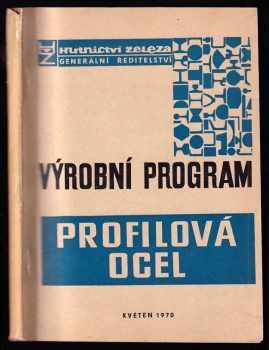 HUTNICTVÍ ŽELEZA
GENERÁLNÍ ŘEDITELSTVÍ
VÝROBNÍ PROGRAM
PROFILOVÁ
OCEL
KVĚTEN 1970